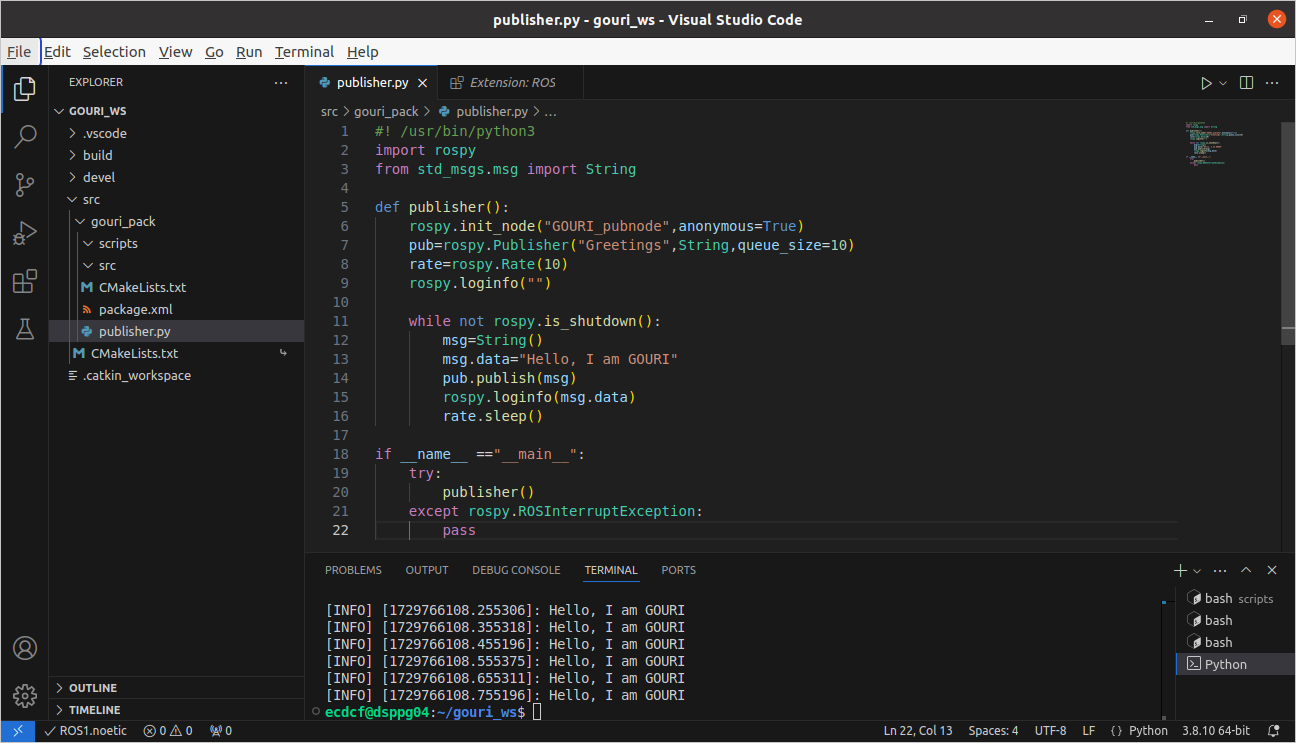 publisher.py - gouri_ws - Visual Studio Code
File Edit Selection View Go Run Terminal Help
EXPLORER
GOURI_WS
.vscode
build
devel
src
gouri_pack
scripts
src
CMakeLists.txt
package.xml
publisher.py
CMakeLists.txt
.catkin_workspace
OUTLINE
TIMELINE
publisher.py
Extension: ROS
src > gouri_pack > publisher.py > ...
1 #! /usr/bin/python3
2 import rospy
3 from std_msgs.msg import String
4
5 def publisher():
6     rospy.init_node("GOURI_pubnode",anonymous=True)
7     pub=rospy.Publisher("Greetings",String,queue_size=10)
8     rate=rospy.Rate(10)
9     rospy.loginfo("")
10
11     while not rospy.is_shutdown():
12         msg=String()
13         msg.data="Hello, I am GOURI"
14         pub.publish(msg)
15         rospy.loginfo(msg.data)
16         rate.sleep()
17
18 if __name__ =="__main__":
19     try:
20         publisher()
21     except rospy.ROSInterruptException:
22         pass
PROBLEMS OUTPUT DEBUG CONSOLE TERMINAL PORTS
[INFO] [1729766108.255306]: Hello, I am GOURI
[INFO] [1729766108.355318]: Hello, I am GOURI
[INFO] [1729766108.455196]: Hello, I am GOURI
[INFO] [1729766108.555375]: Hello, I am GOURI
[INFO] [1729766108.655311]: Hello, I am GOURI
[INFO] [1729766108.755196]: Hello, I am GOURI
ecdcf@dsppg04:~/gouri_ws$
bash scripts
bash
bash
Python
ROS1.noetic 0 0 0 Ln 22, Col 13 Spaces: 4 UTF-8 LF {} Python 3.8.10 64-bit